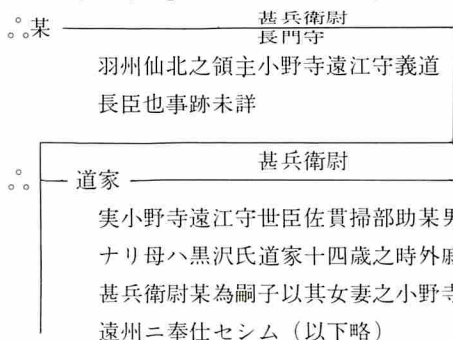 某
甚兵衛尉
長門守
羽州仙北之領主小野寺遠江守義道
長臣也事跡未詳
道家
甚兵衛尉
実小野寺遠江守世臣佐貫掃部助某男
ナリ母ハ黒沢氏道家十四歳之時外戚
甚兵衛尉某為嗣子以其女妻之小野寺
遠州ニ奉仕セシム（以下略）